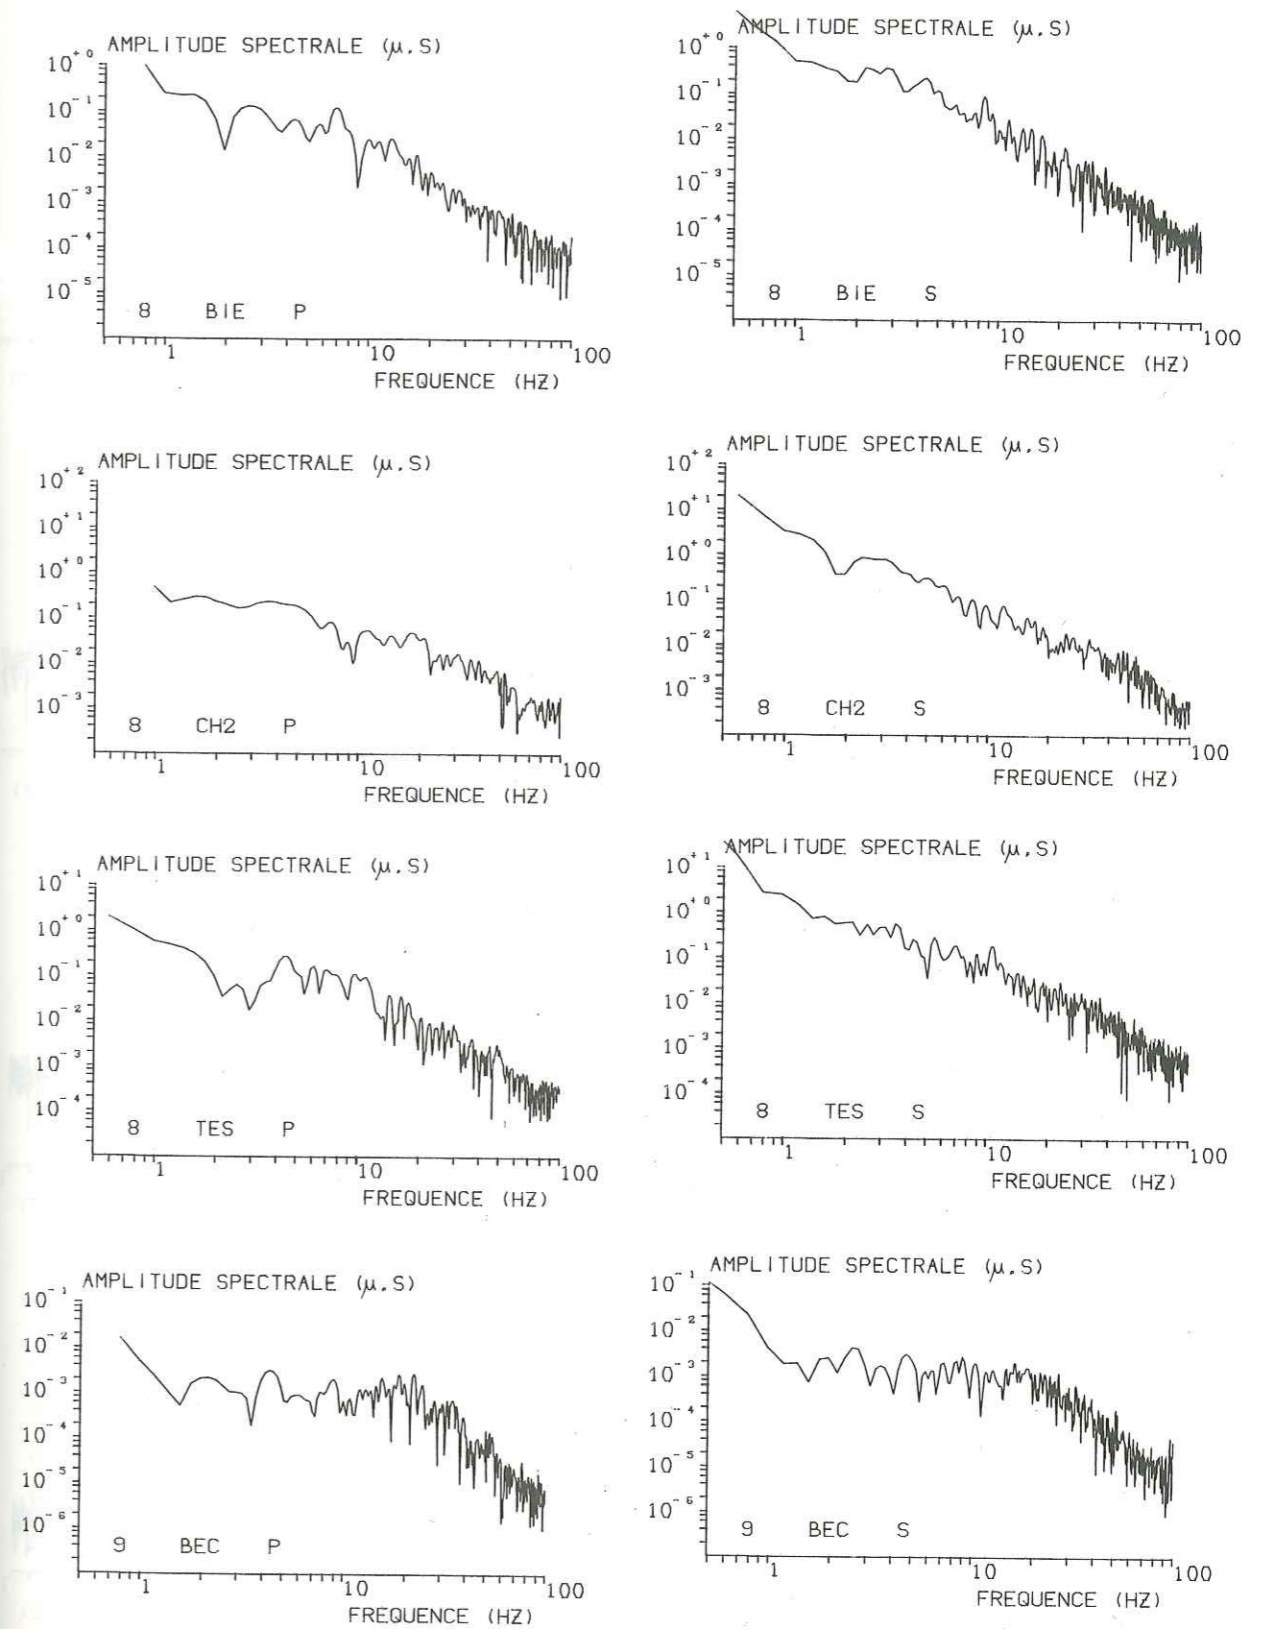 AMPLITUDE SPECTRALE (μ.S)
10+0
10-1
10-2
10-3
10-4
10-5
8 BIE P
1 10 100
FREQUENCE (HZ)
AMPLITUDE SPECTRALE (μ.S)
10+0
10-1
10-2
10-3
10-4
10-5
8 BIE S
1 10 100
FREQUENCE (HZ)
AMPLITUDE SPECTRALE (μ.S)
10+2
10+1
10+0
10-1
10-2
10-3
8 CH2 P
1 10 100
FREQUENCE (HZ)
AMPLITUDE SPECTRALE (μ.S)
10+2
10+1
10+0
10-1
10-2
10-3
8 CH2 S
1 10 100
FREQUENCE (HZ)
AMPLITUDE SPECTRALE (μ.S)
10+1
10+0
10-1
10-2
10-3
10-4
8 TES P
1 10 100
FREQUENCE (HZ)
AMPLITUDE SPECTRALE (μ.S)
10+1
10+0
10-1
10-2
10-3
10-4
8 TES S
1 10 100
FREQUENCE (HZ)
AMPLITUDE SPECTRALE (μ.S)
10-1
10-2
10-3
10-4
10-5
10-6
9 BEC P
1 10 100
FREQUENCE (HZ)
AMPLITUDE SPECTRALE (μ.S)
10-1
10-2
10-3
10-4
10-5
10-6
9 BEC S
1 10 100
FREQUENCE (HZ)